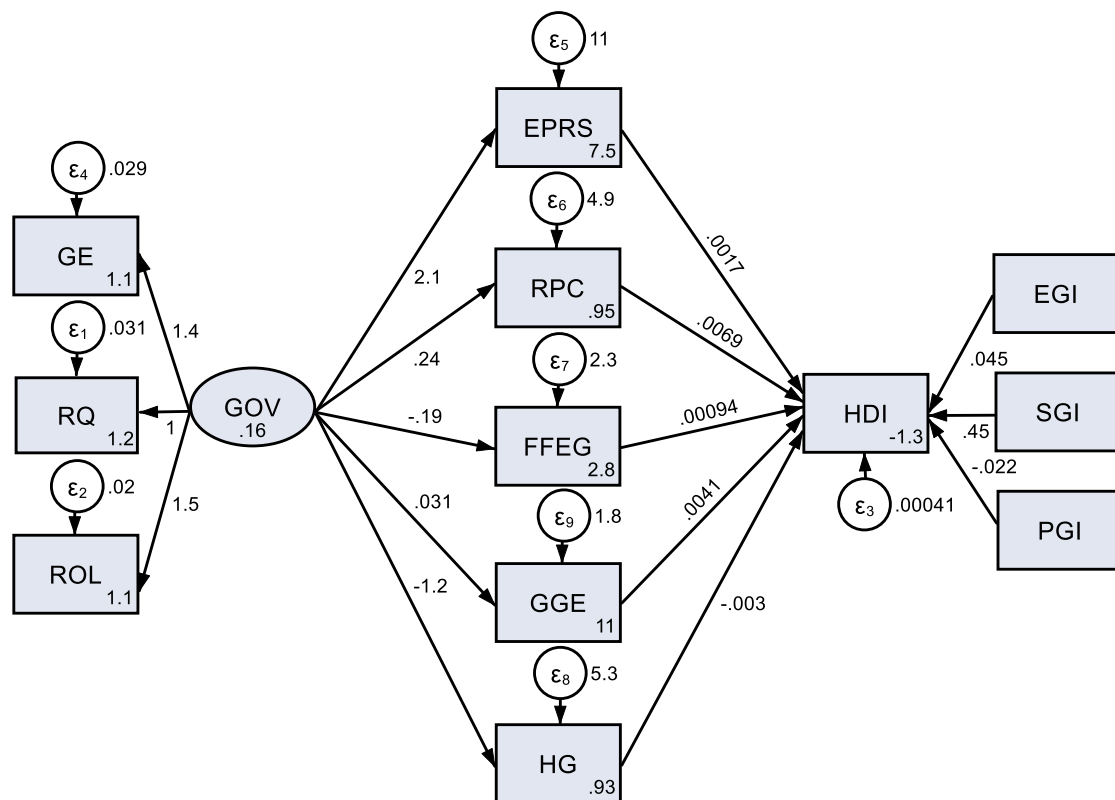 ε5
11
EPRS
7.5
ε4
.029
GE
1.1
ε6
4.9
RPC
.95
ε1
.031
RQ
1.2
ε7
2.3
FFEG
2.8
ε2
.02
ROL
1.1
ε9
1.8
GGE
11
ε8
5.3
HG
.93
GOV
.16
1.4
1
1.5
2.1
.24
-.19
.031
-1.2
.0017
.0069
.00094
.0041
-.003
HDI
-1.3
ε3
.00041
.045
.45
-.022
EGI
SGI
PGI